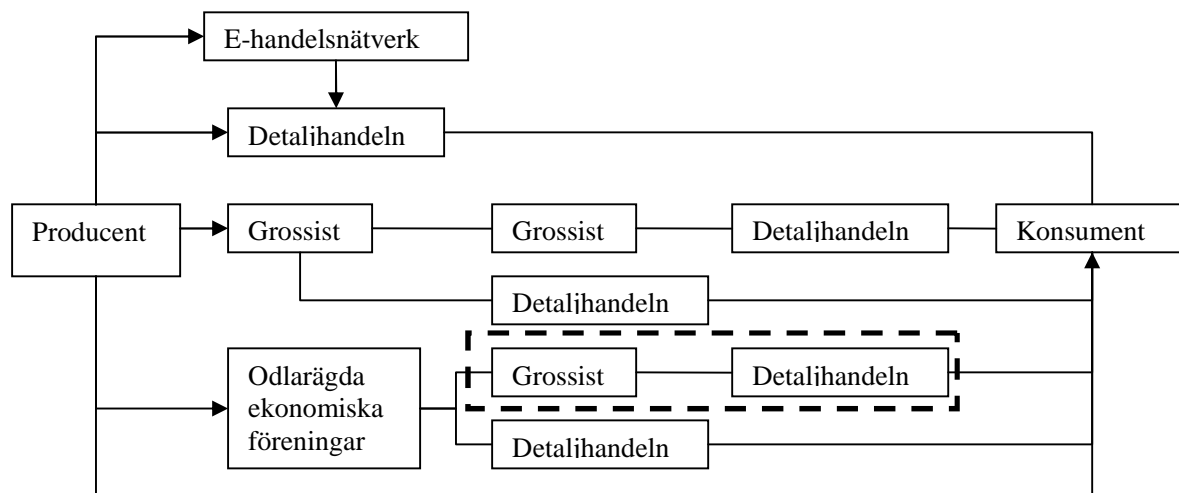 E-handelsnätverk
Detaljhandeln
Producent
Grossist
Grossist
Detaljhandeln
Konsument
Detaljhandeln
Odlarägda
ekonomiska
föreningar
Grossist
Detaljhandeln
Detaljhandeln